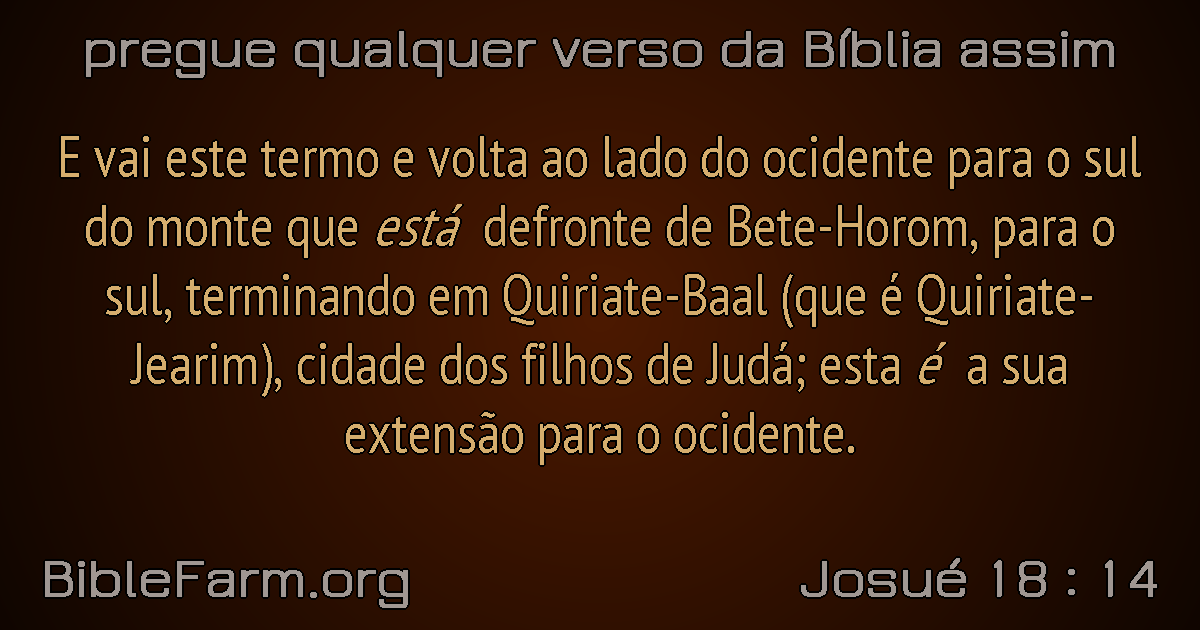 pregue qualquer verso da Bíblia assim
E vai este termo e volta ao lado do ocidente para o sul
do monte que está defronte de Bete-Horom, para o
sul, terminando em Quiriate-Baal (que é Quiriate-
Jearim), cidade dos filhos de Judá; esta é a sua
extensão para o ocidente.
BibleFarm.org
Josué 18 : 14